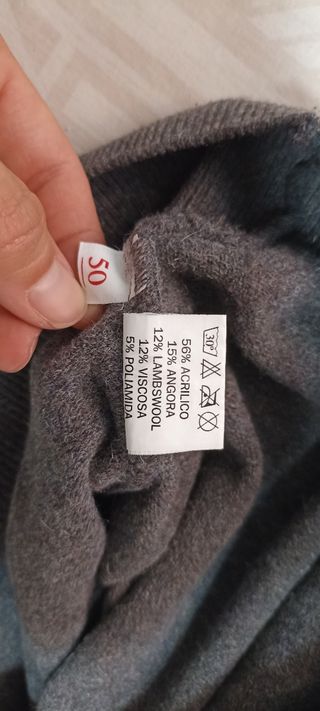 50
30°
56% ACRILICO
15% ANGORA
12% LAMBSWOOL
12% VISCOSA
5% POLIAMIDA